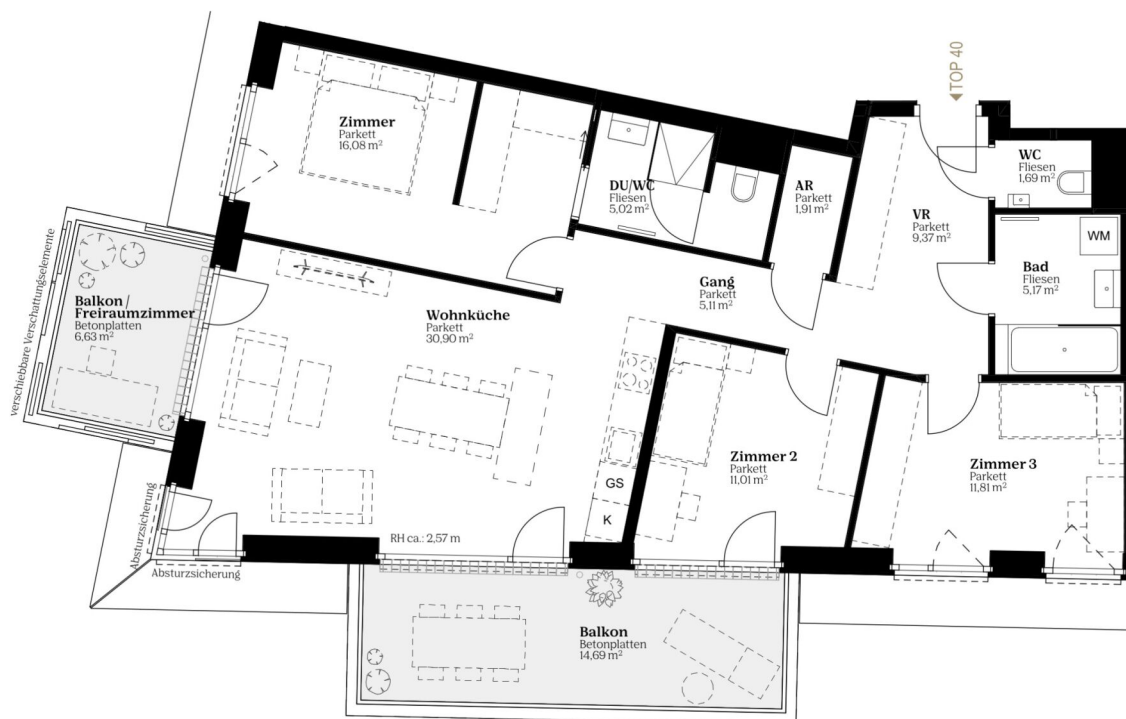 TOP 40
Zimmer
Parkett
16,08 m²
DU/WC
Fliesen
5,02 m²
AR
Parkett
1,91 m²
VR
Parkett
9,37 m²
WC
Fliesen
1,69 m²
WM
Bad
Fliesen
5,17 m²
Gang
Parkett
5,11 m²
verschiebbare Verschattungselemente
Balkon /
Freiraumzimmer
Betonplatten
6,63 m²
Wohnküche
Parkett
30,90 m²
GS
K
Zimmer 2
Parkett
11,01 m²
Zimmer 3
Parkett
11,81 m²
RH ca.: 2,57 m
Absturzsicherung
Absturzsicherung
Balkon
Betonplatten
14,69 m²